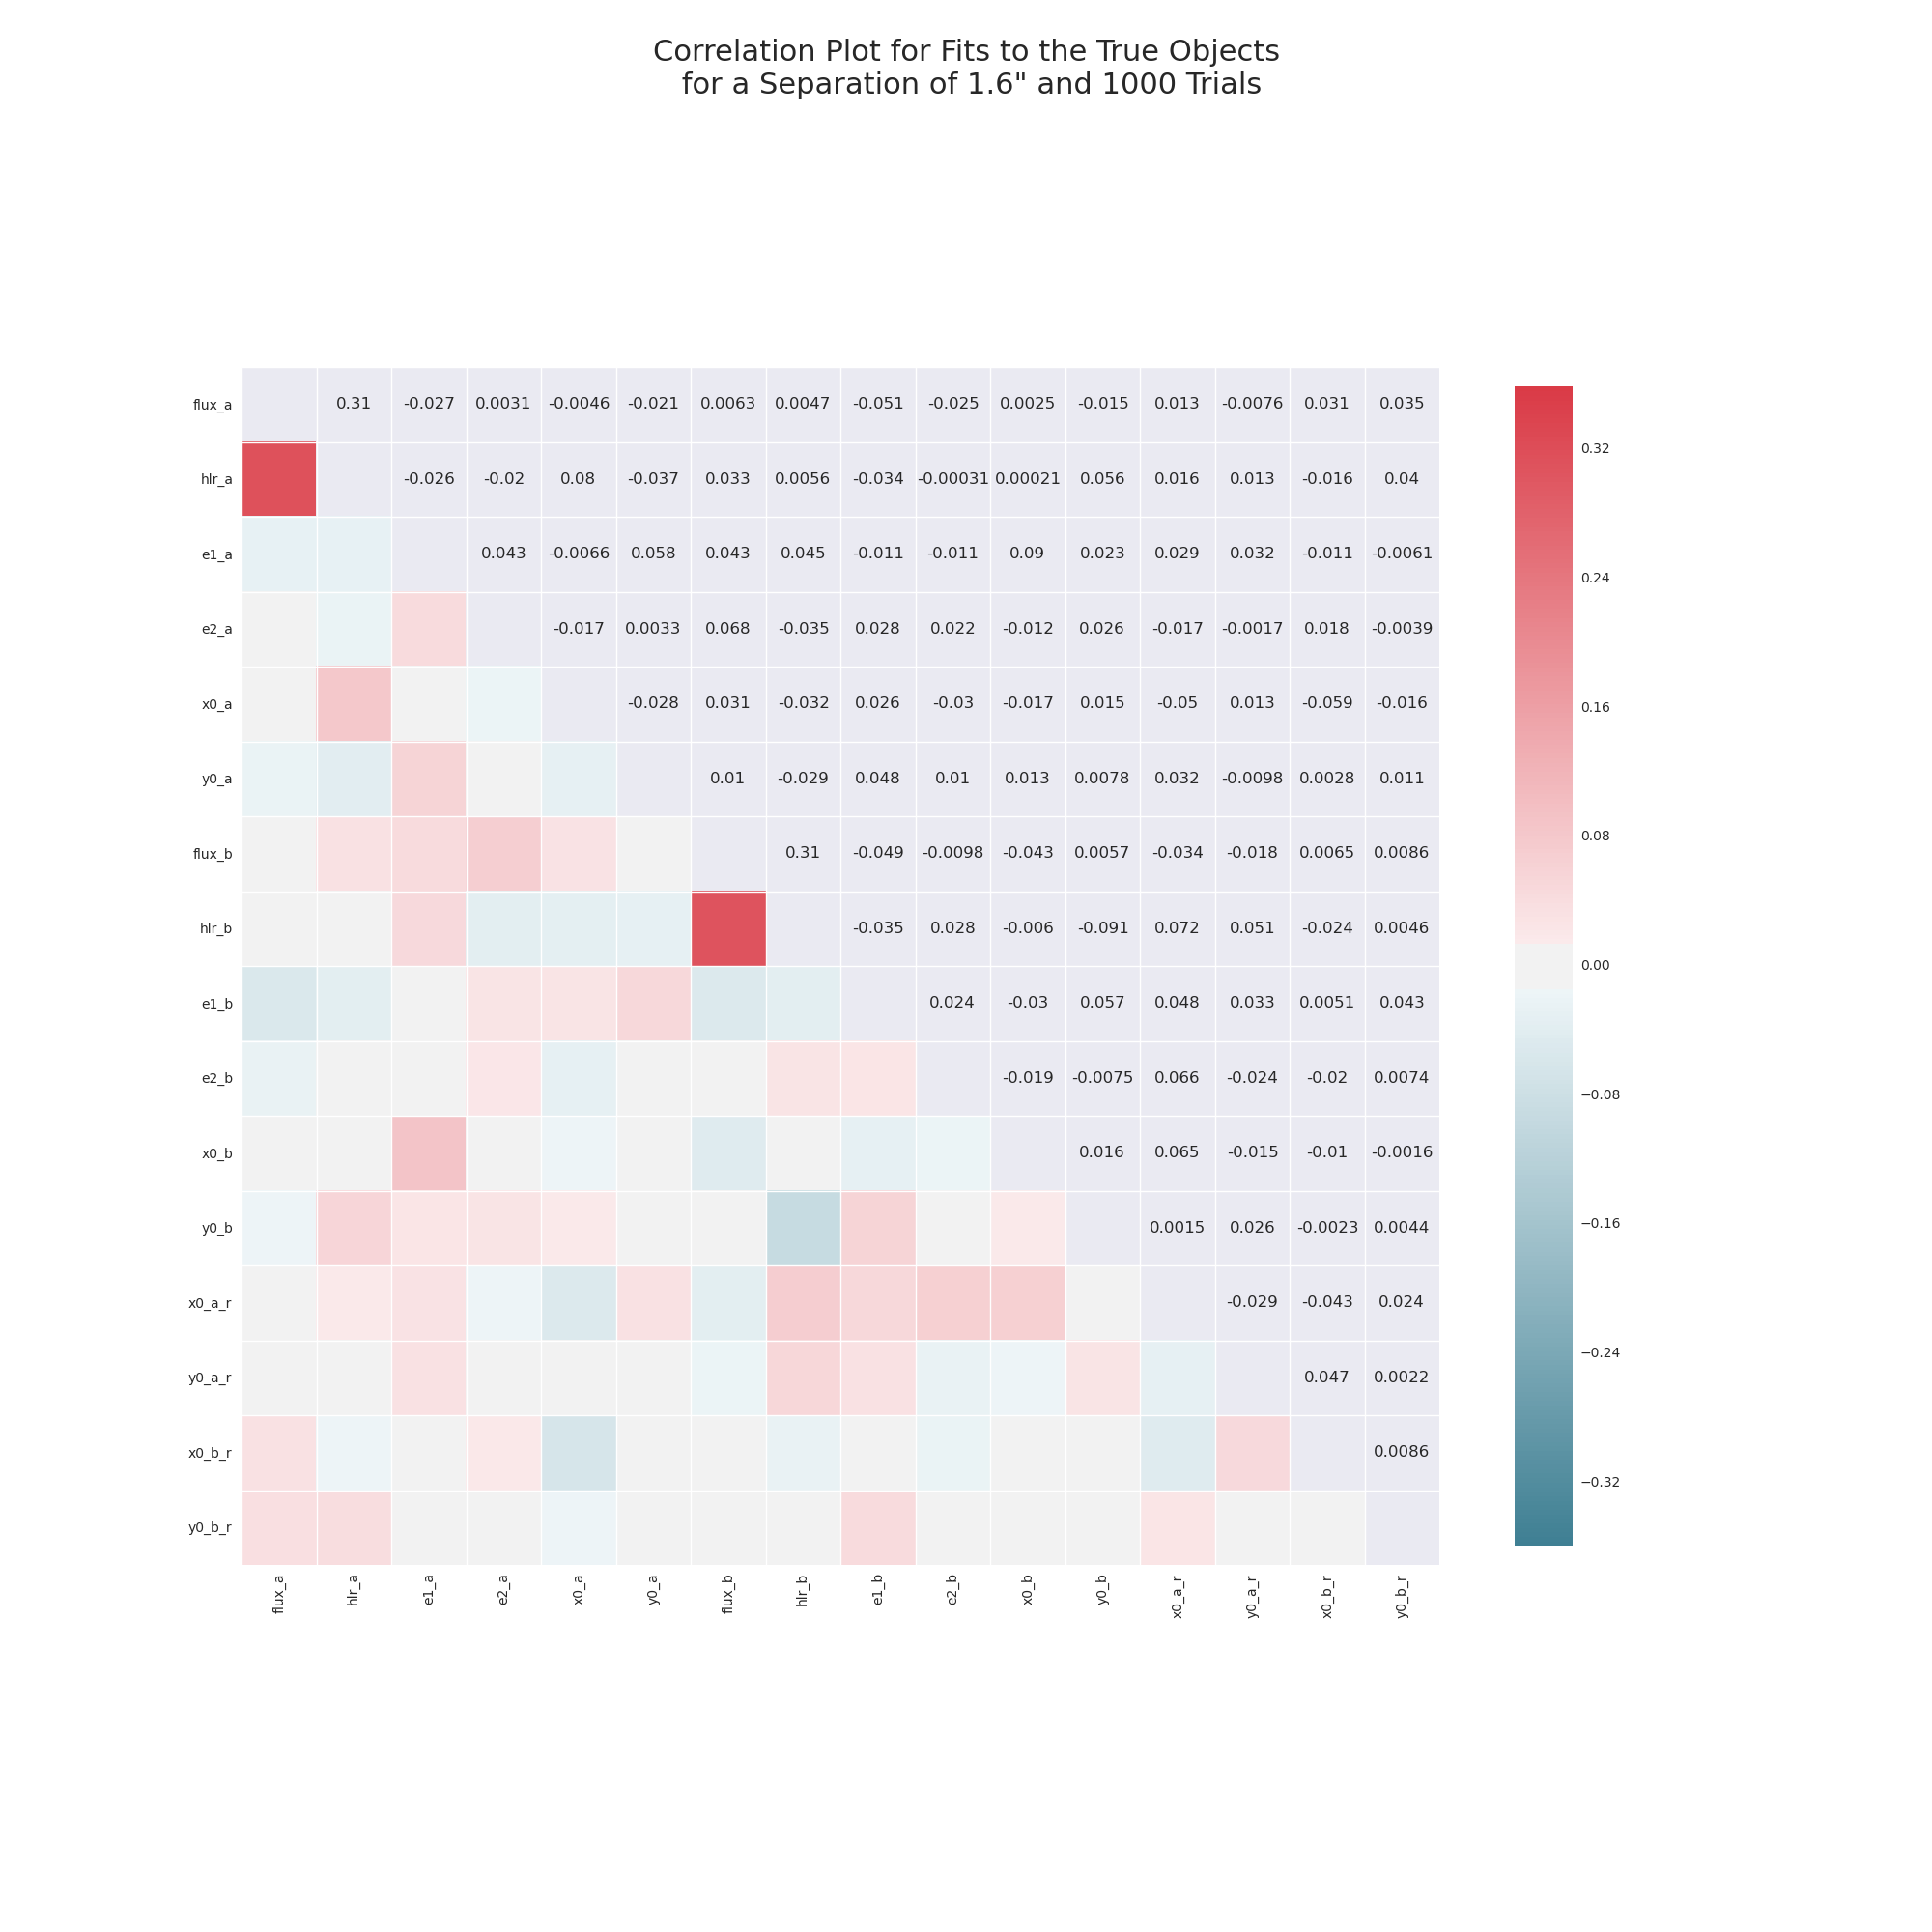 Correlation Plot for Fits to the True Objects
for a Separation of 1.6" and 1000 Trials
flux_a 0.31 -0.027 0.0031 -0.0046 -0.021 0.0063 0.0047 -0.051 -0.025 0.0025 -0.015 0.013 -0.0076 0.031 0.035
hlr_a -0.026 -0.02 0.08 -0.037 0.033 0.0056 -0.034 -0.00031 0.00021 0.056 0.016 0.013 -0.016 0.04
e1_a 0.043 -0.0066 0.058 0.043 0.045 -0.011 -0.011 0.09 0.023 0.029 0.032 -0.011 -0.0061
e2_a -0.017 0.0033 0.068 -0.035 0.028 0.022 -0.012 0.026 -0.017 -0.0017 0.018 -0.0039
x0_a -0.028 0.031 -0.032 0.026 -0.03 -0.017 0.015 -0.05 0.013 -0.059 -0.016
y0_a 0.01 -0.029 0.048 0.01 0.013 0.0078 0.032 -0.0098 0.0028 0.011
flux_b 0.31 -0.049 -0.0098 -0.043 0.0057 -0.034 -0.018 0.0065 0.0086
hlr_b -0.035 0.028 -0.006 -0.091 0.072 0.051 -0.024 0.0046
e1_b 0.024 -0.03 0.057 0.048 0.033 0.0051 0.043
e2_b -0.019 -0.0075 0.066 -0.024 -0.02 0.0074
x0_b 0.016 0.065 -0.015 -0.01 -0.0016
y0_b 0.0015 0.026 -0.0023 0.0044
x0_a_r -0.029 -0.043 0.024
y0_a_r 0.047 0.0022
x0_b_r 0.0086
y0_b_r
flux_a hlr_a e1_a e2_a x0_a y0_a flux_b hlr_b e1_b e2_b x0_b y0_b x0_a_r y0_a_r x0_b_r y0_b_r
0.32
0.24
0.16
0.08
0.00
−0.08
−0.16
−0.24
−0.32